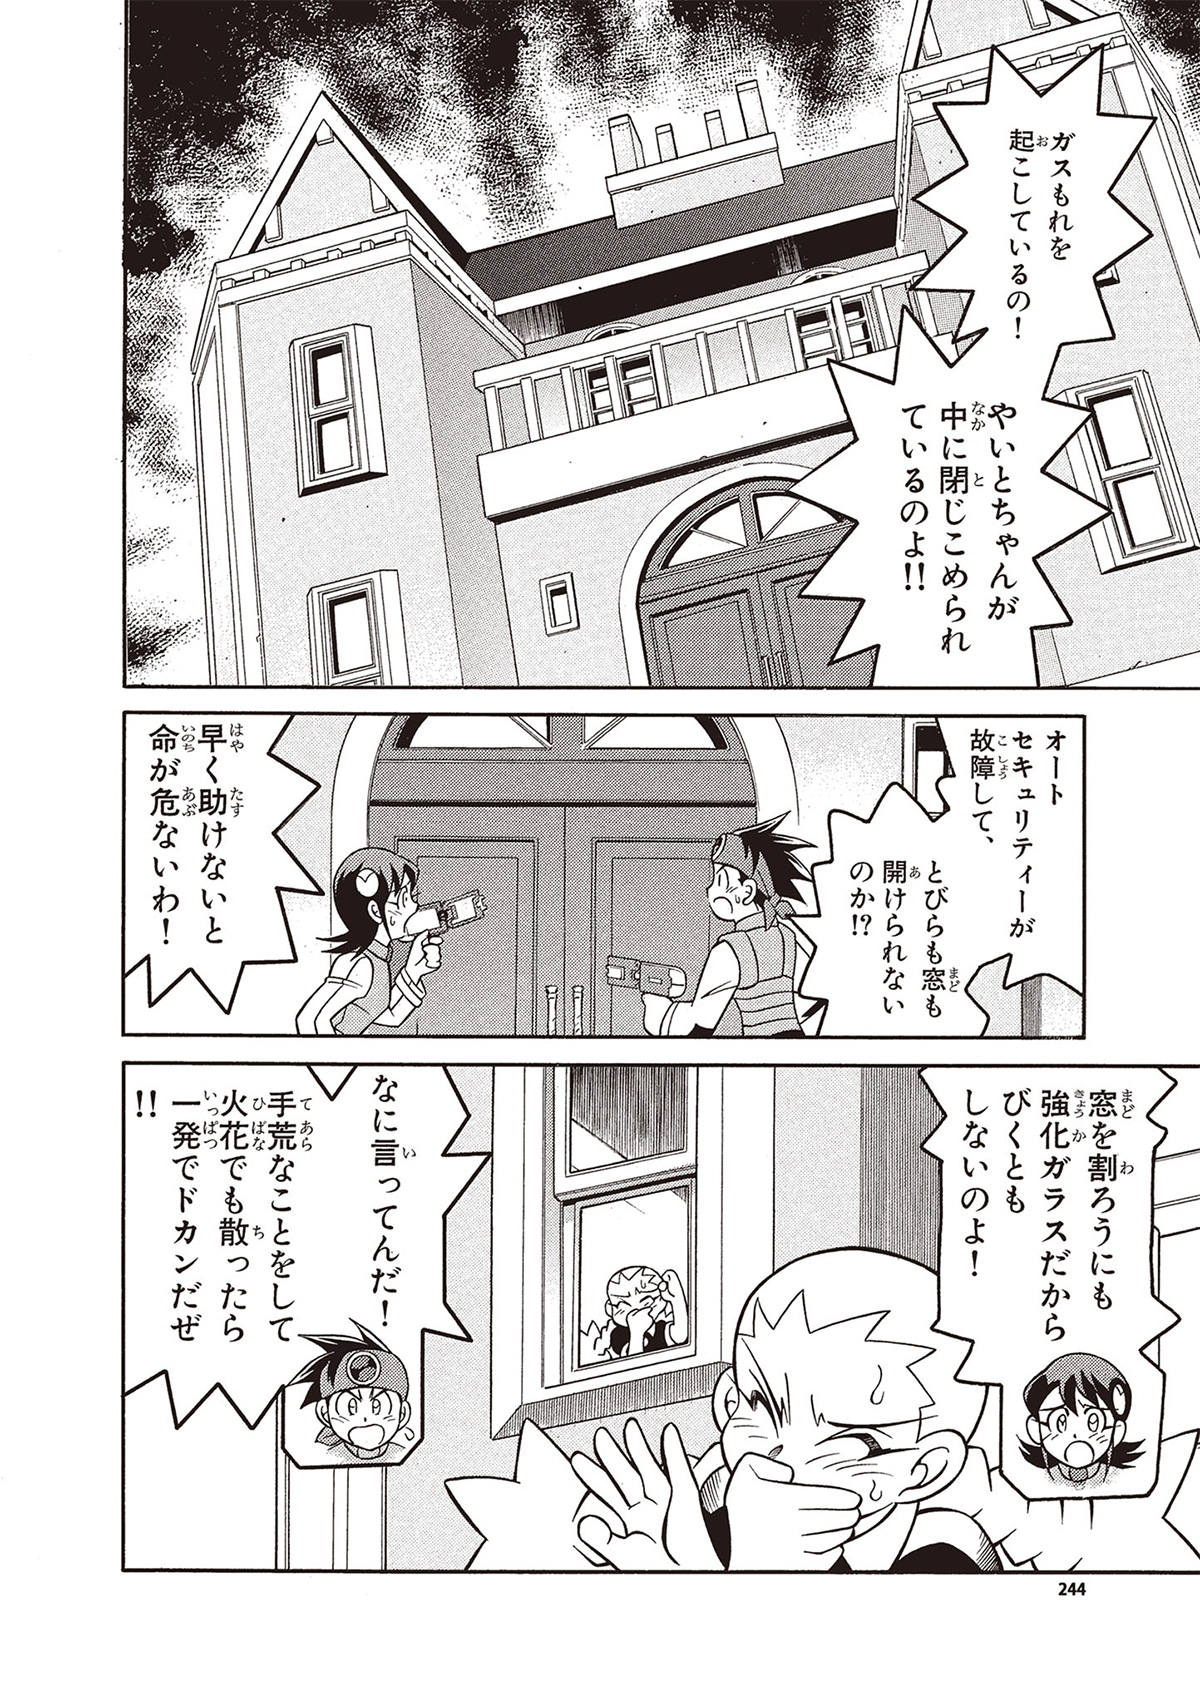 ガスもれを
起こしているの！
やいとちゃんが
中に閉じこめられ
ているのよ!!
オート
セキュリティーが
故障して、
とびらも窓も
開けられない
のか!?
早く助けないと
命が危ないわ！
窓を割ろうにも
強化ガラスだから
びくとも
しないのよ！
なに言ってんだ！
手荒なことをして
火花でも散ったら
一発でドカンだぜ
!!
244